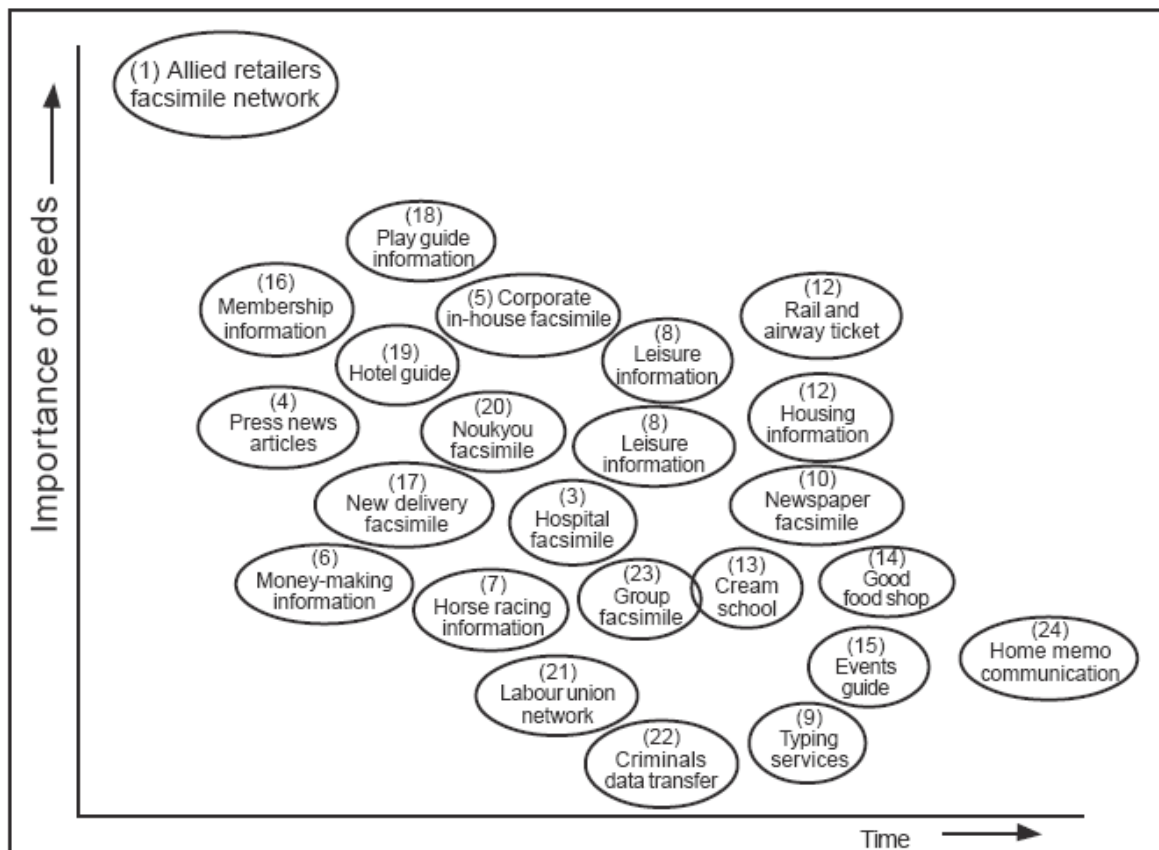 Importance of needs
(1) Allied retailers
facsimile network
(18)
Play guide
information
(16)
Membership
information
(5) Corporate
in-house facsimile
(12)
Rail and
airway ticket
(19)
Hotel guide
(8)
Leisure
information
(4)
Press news
articles
(20)
Noukyou
facsimile
(8)
Leisure
information
(12)
Housing
information
(17)
New delivery
facsimile
(3)
Hospital
facsimile
(10)
Newspaper
facsimile
(6)
Money-making
information
(7)
Horse racing
information
(23)
Group
facsimile
(13)
Cream
school
(14)
Good
food shop
(21)
Labour union
network
(15)
Events
guide
(24)
Home memo
communication
(22)
Criminals
data transfer
(9)
Typing
services
Time